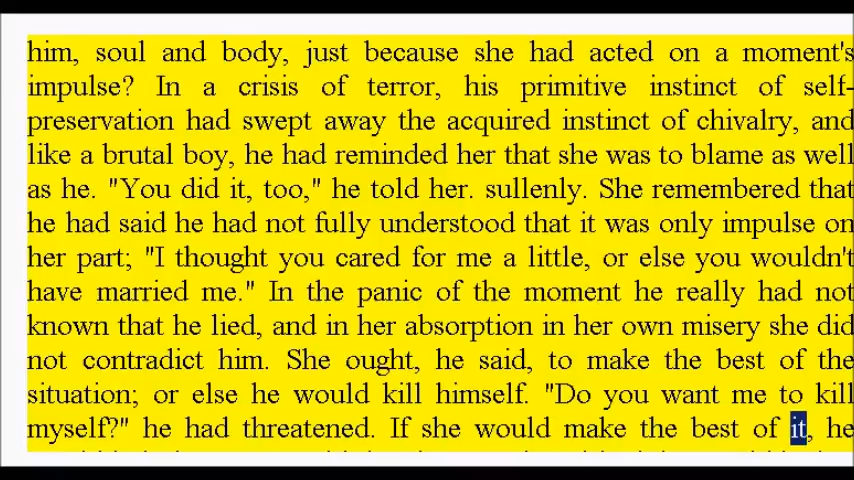 him, soul and body, just because she had acted on a moment's
impulse? In a crisis of terror, his primitive instinct of self-
preservation had swept away the acquired instinct of chivalry, and
like a brutal boy, he had reminded her that she was to blame as well
as he. "You did it, too," he told her. sullenly. She remembered that
he had said he had not fully understood that it was only impulse on
her part; "I thought you cared for me a little, or else you wouldn't
have married me." In the panic of the moment he really had not
known that he lied, and in her absorption in her own misery she did
not contradict him. She ought, he said, to make the best of the
situation; or else he would kill himself. "Do you want me to kill
myself?" he had threatened. If she would make the best of it, he